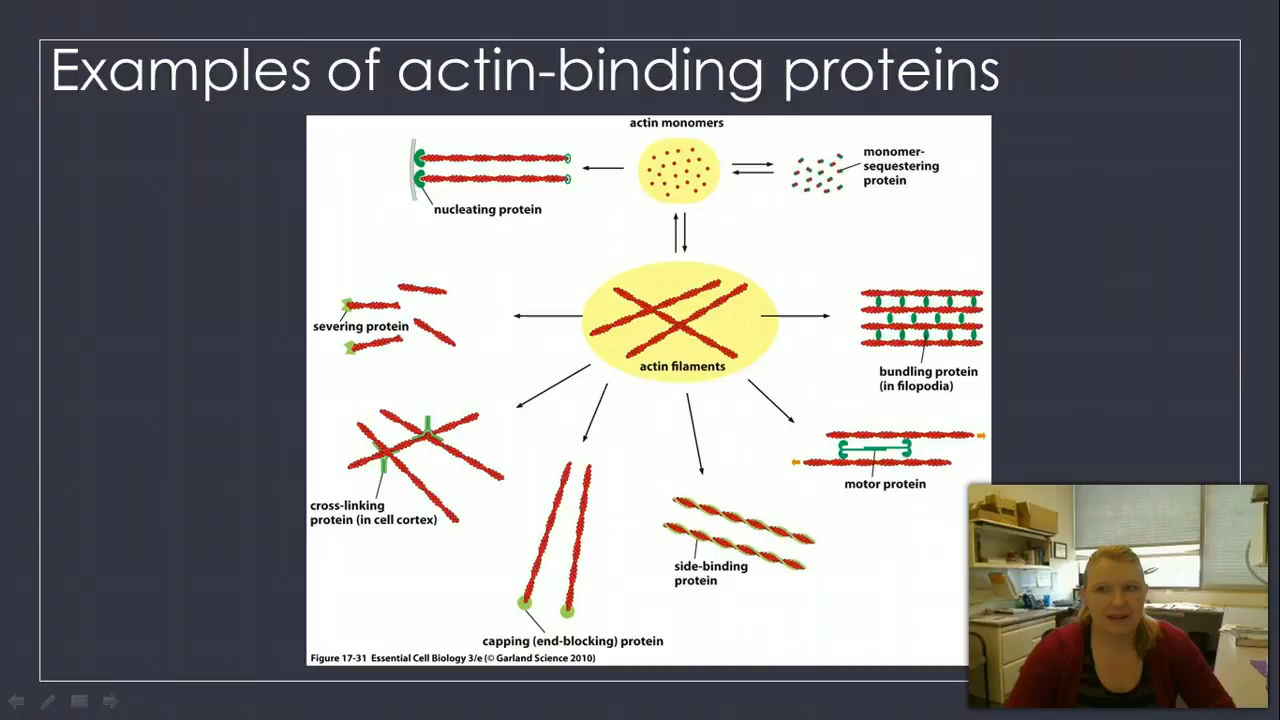 Examples of actin-binding proteins
actin monomers
monomer-
sequestering
protein
nucleating protein
severing protein
actin filaments
bundling protein
(in filopodia)
motor protein
cross-linking
protein (in cell cortex)
side-binding
protein
capping (end-blocking) protein
Figure 17-31 Essential Cell Biology 3/e (© Garland Science 2010)